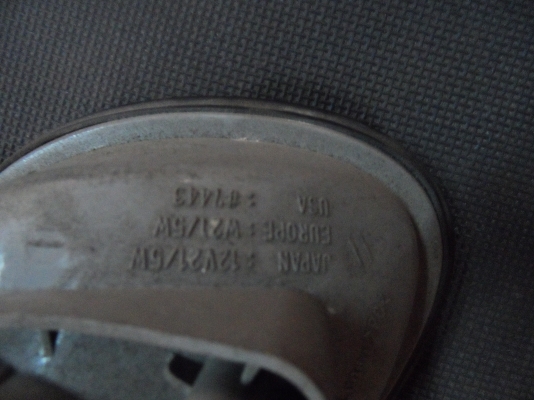 JAPAN : 12V21/5W
EUROPE : W21/5W
USA : #7443